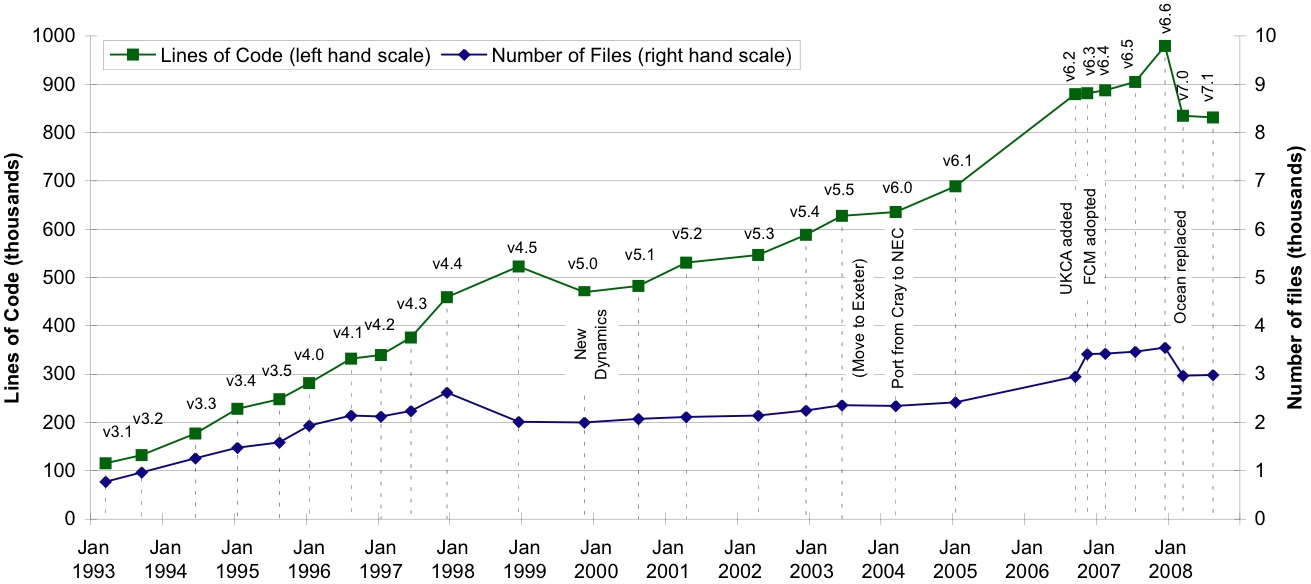 Lines of Code (left hand scale)
Number of Files (right hand scale)
Lines of Code (thousands)
1000
900
800
700
600
500
400
300
200
100
0
v3.1
v3.2
v3.3
v3.4
v3.5
v4.0
v4.1
v4.2
v4.3
v4.4
v4.5
v5.0
v5.1
v5.2
v5.3
v5.4
v5.5
v6.0
v6.1
v6.2
v6.3
v6.4
v6.5
v6.6
v7.0
v7.1
New
Dynamics
(Move to Exeter)
Port from Cray to NEC
UKCA added
FCM adopted
Ocean replaced
10
9
8
7
6
5
4
3
2
1
0
Number of files (thousands)
Jan
1993
Jan
1994
Jan
1995
Jan
1996
Jan
1997
Jan
1998
Jan
1999
Jan
2000
Jan
2001
Jan
2002
Jan
2003
Jan
2004
Jan
2005
Jan
2006
Jan
2007
Jan
2008